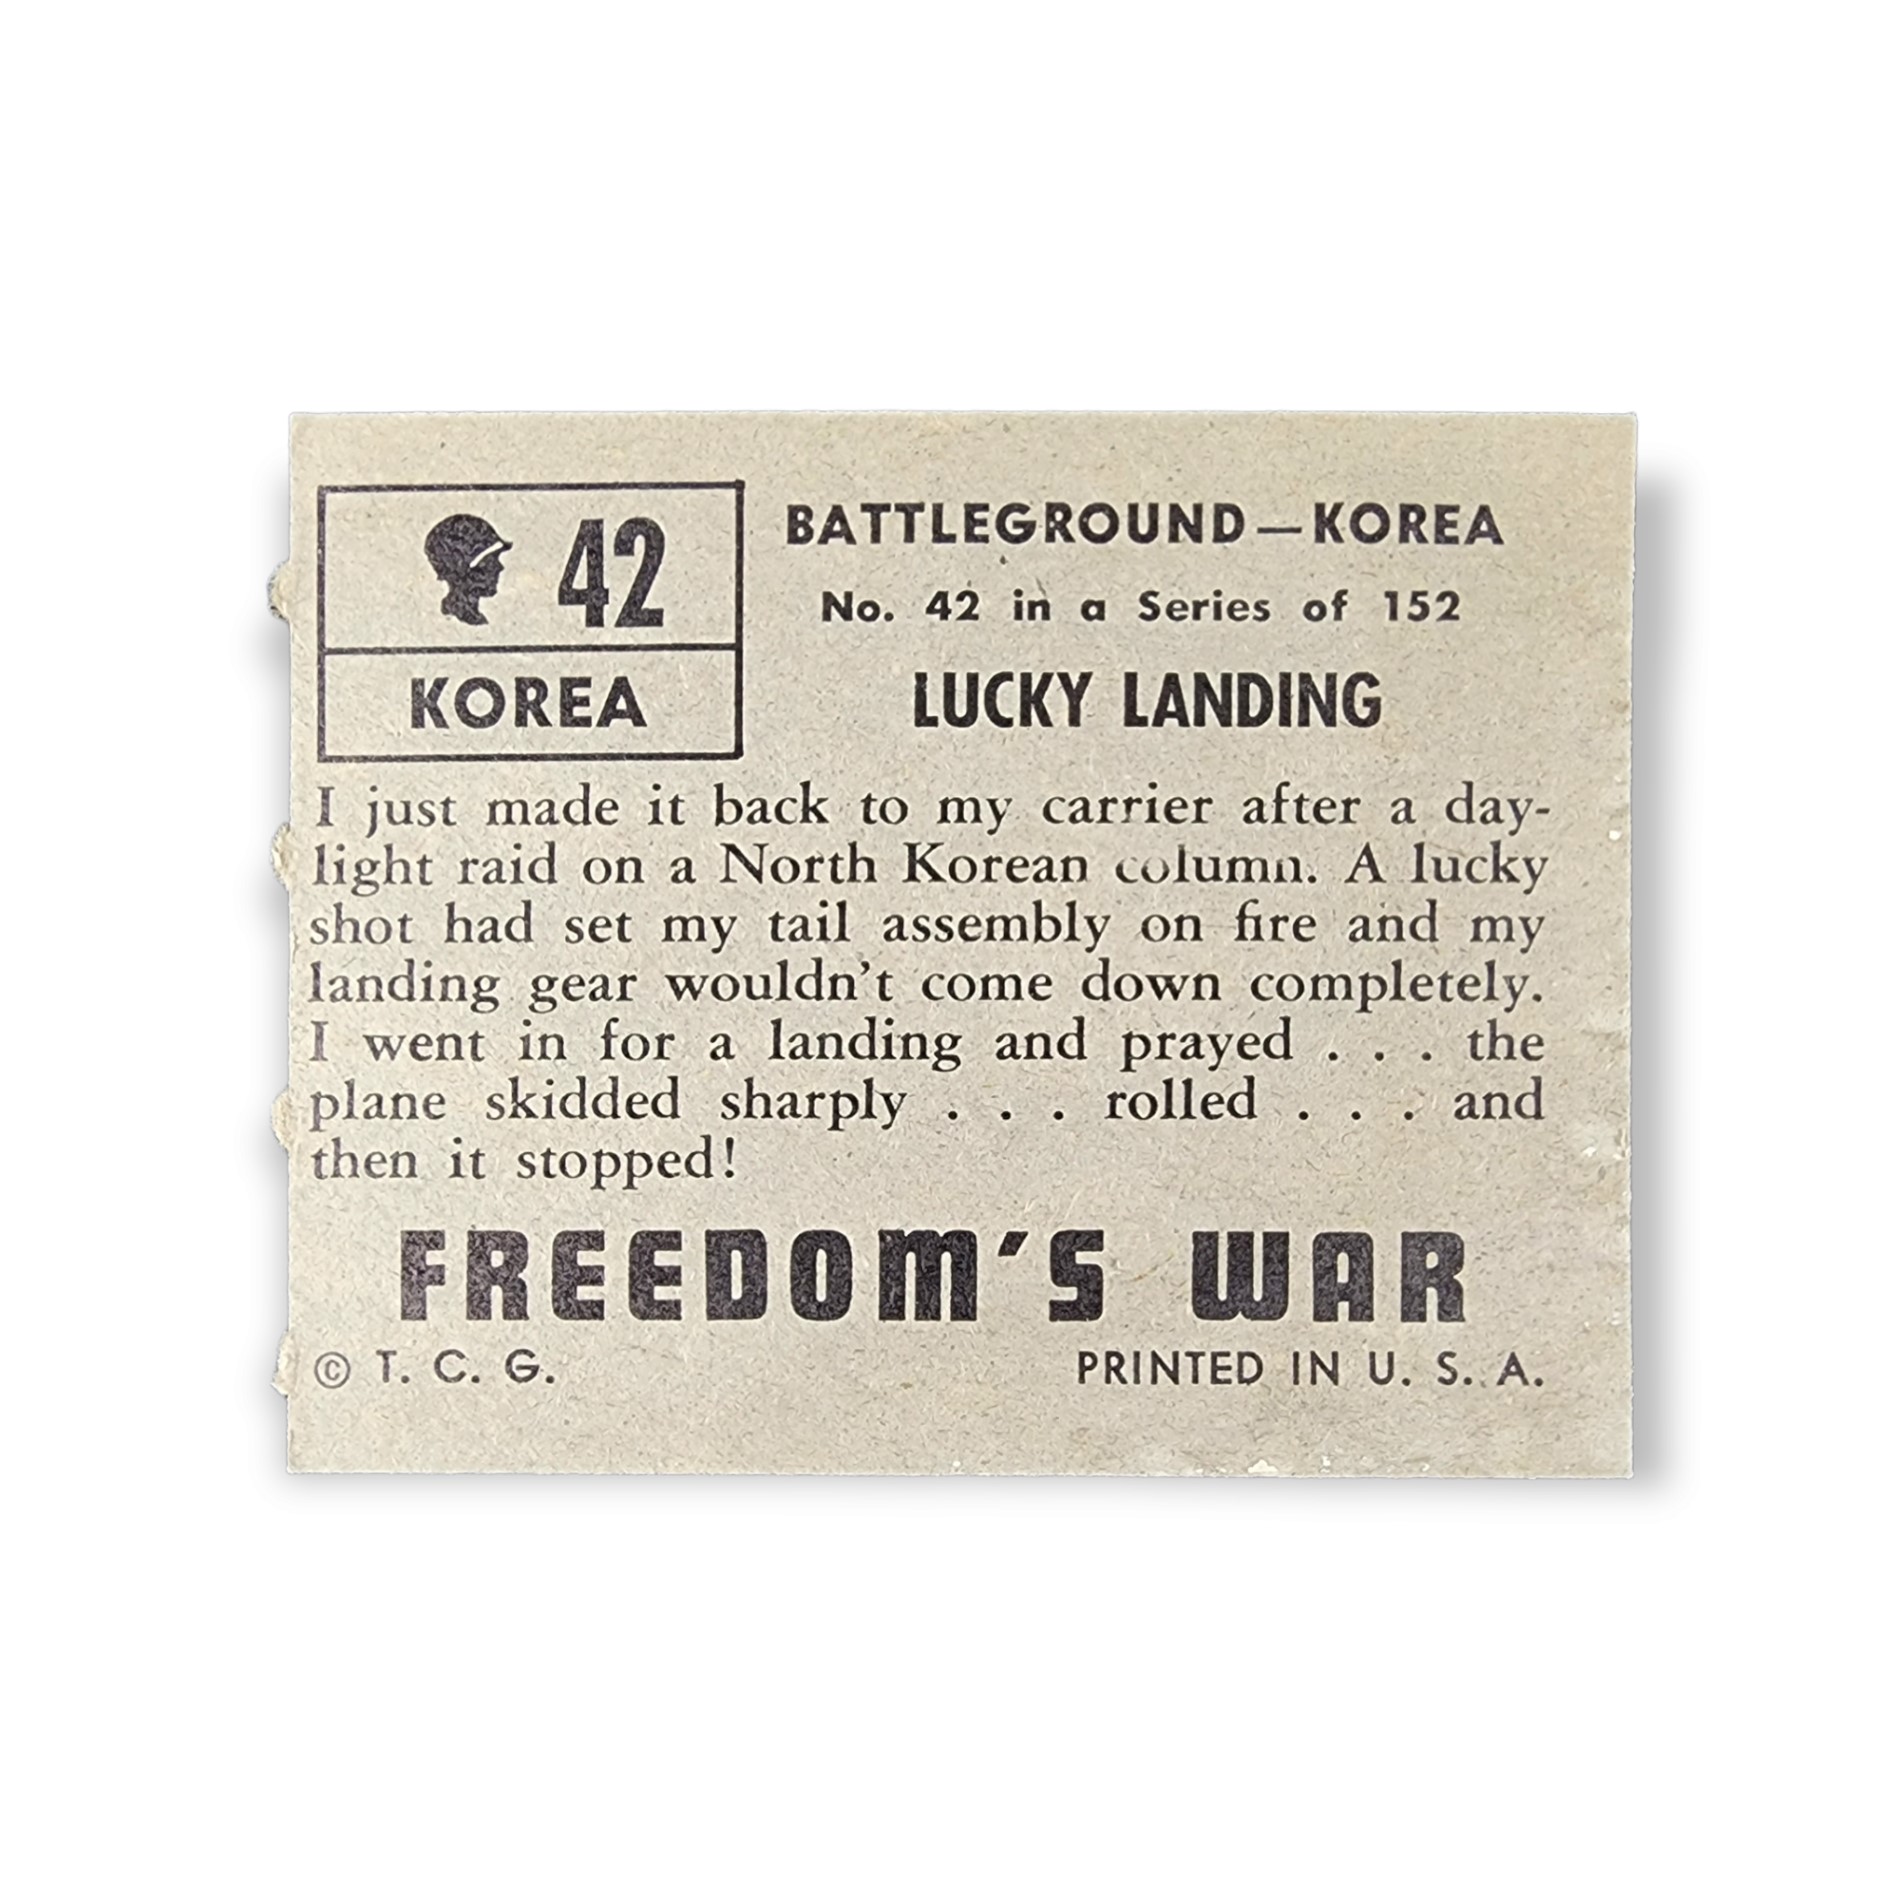 42
KOREA
BATTLEGROUND—KOREA
No. 42 in a Series of 152
LUCKY LANDING
I just made it back to my carrier after a day-
light raid on a North Korean column. A lucky
shot had set my tail assembly on fire and my
landing gear wouldn't come down completely.
I went in for a landing and prayed . . . the
plane skidded sharply . . . rolled . . . and
then it stopped!
FREEDOM'S WAR
© T. C. G.
PRINTED IN U. S. A.